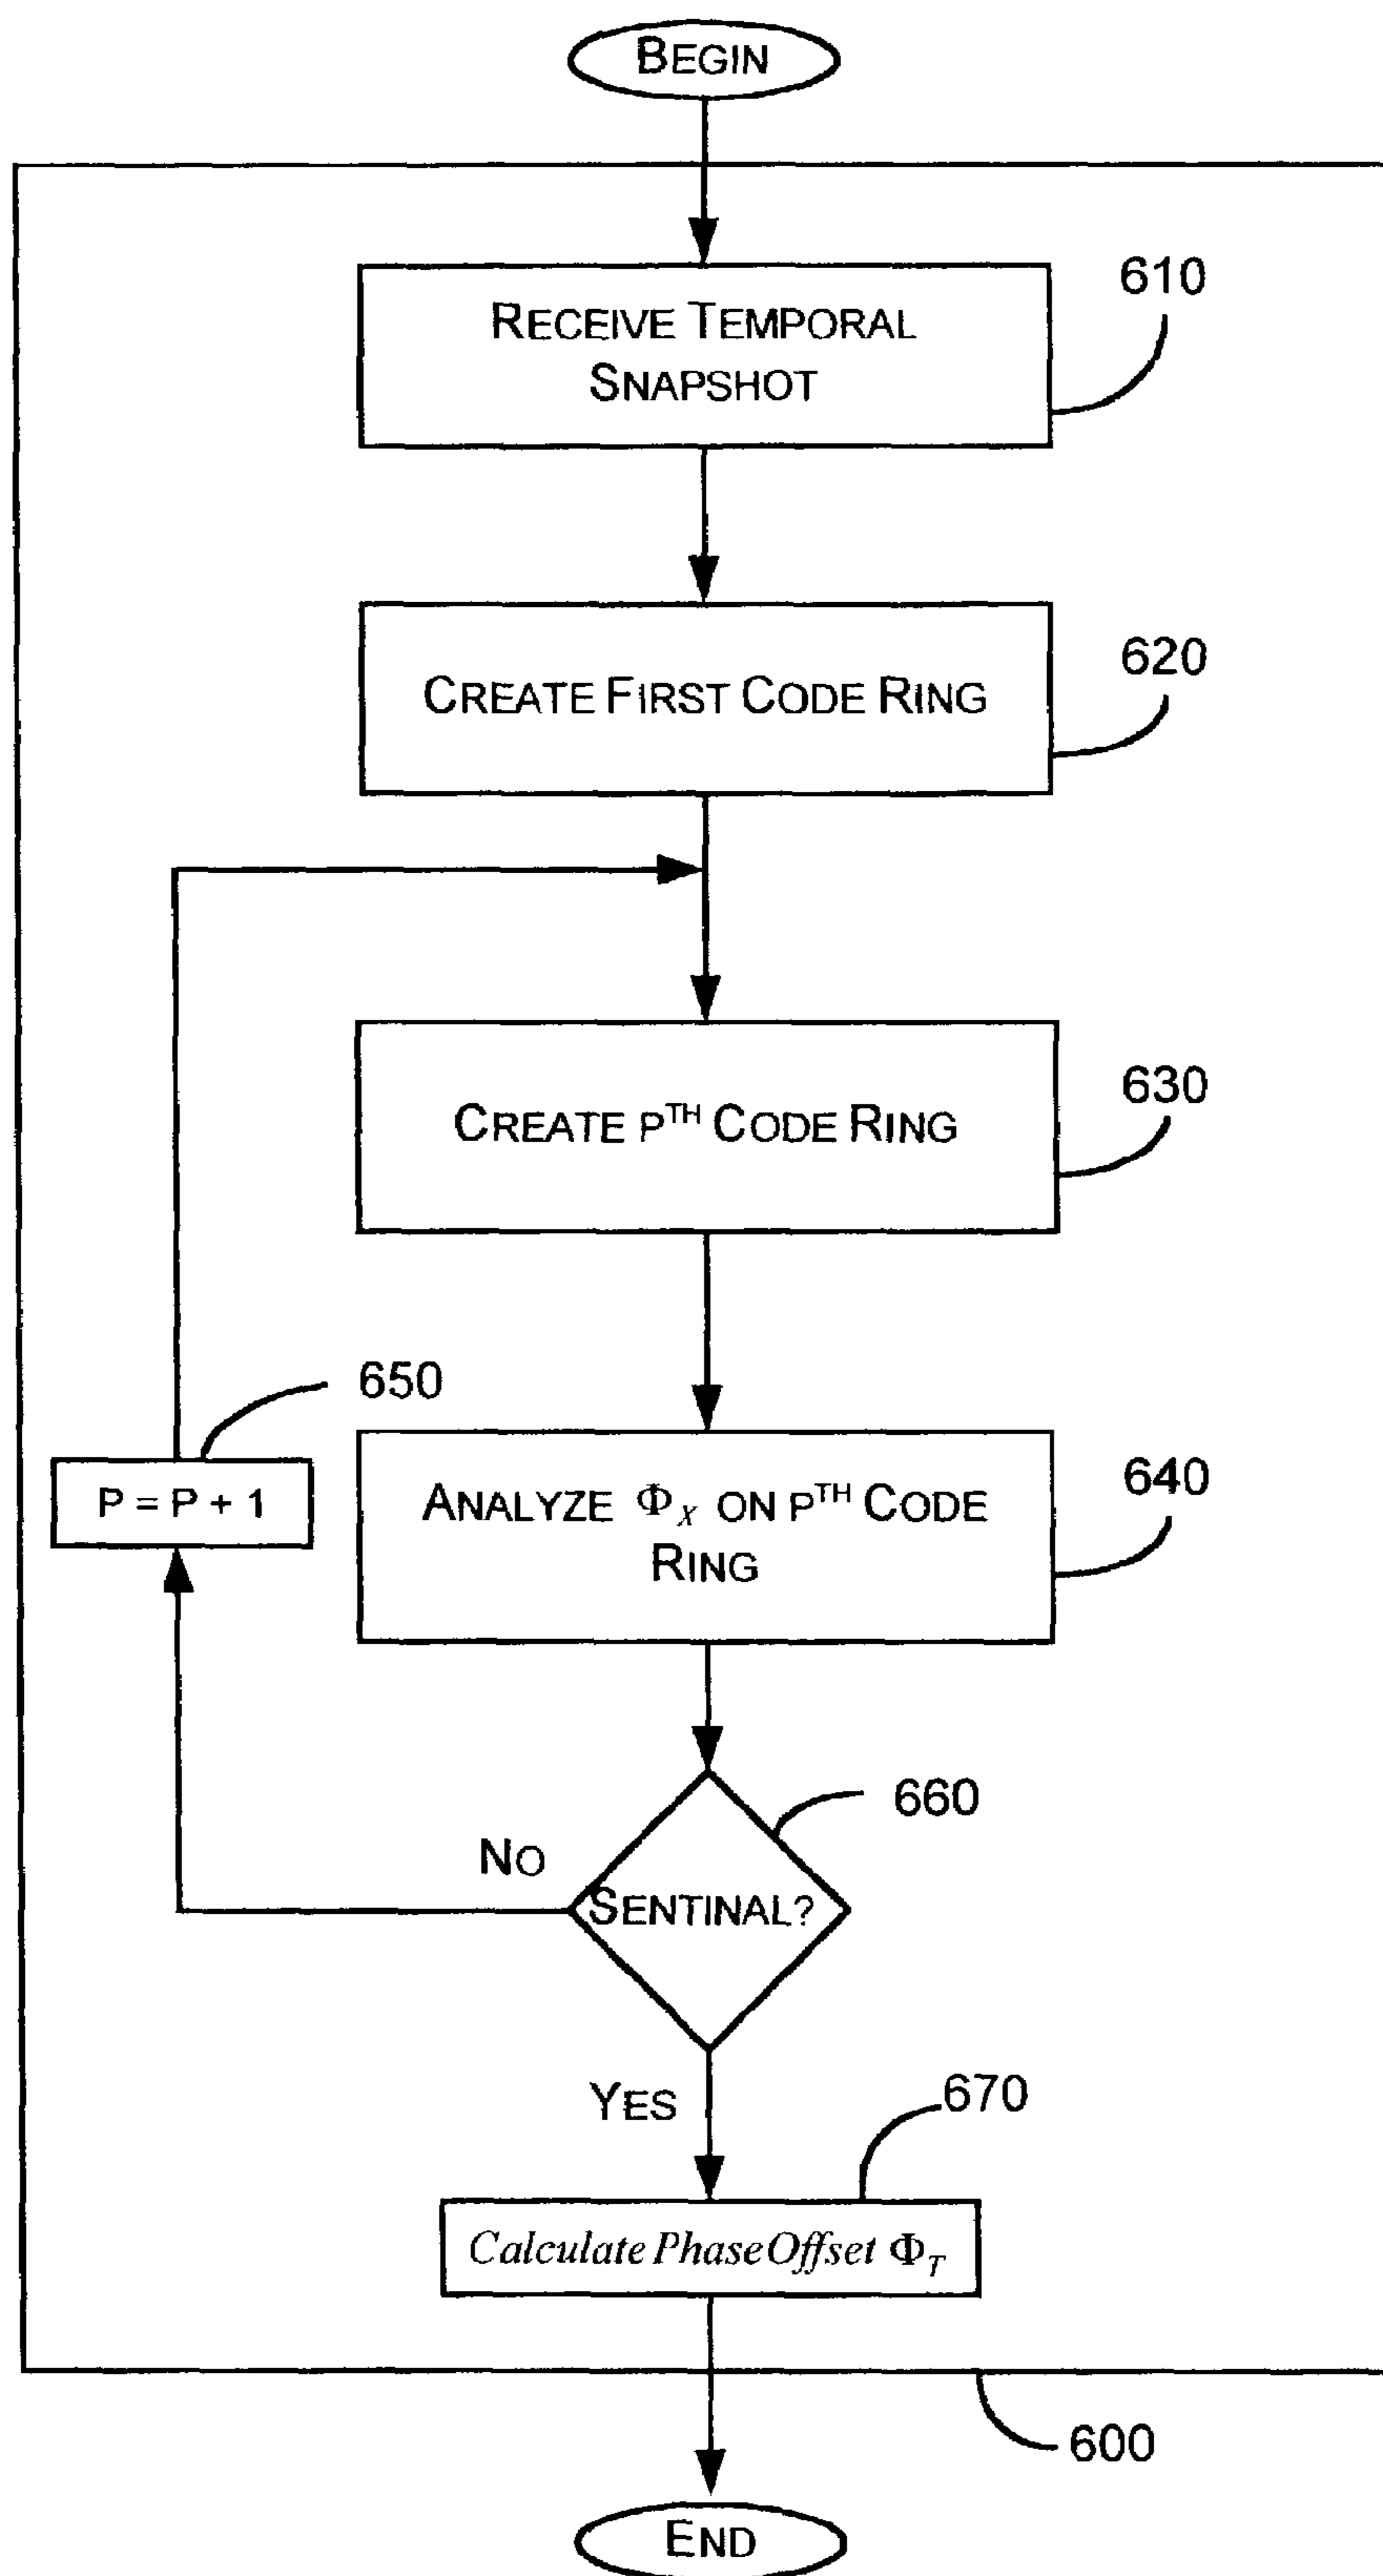 BEGIN
RECEIVE TEMPORAL
SNAPSHOT
610
CREATE FIRST CODE RING
620
CREATE PTH CODE RING
630
650
P = P + 1
ANALYZE ΦX ON PTH CODE
RING
640
660
NO
SENTINAL?
YES
670
Calculate Phase Offset ΦT
600
END